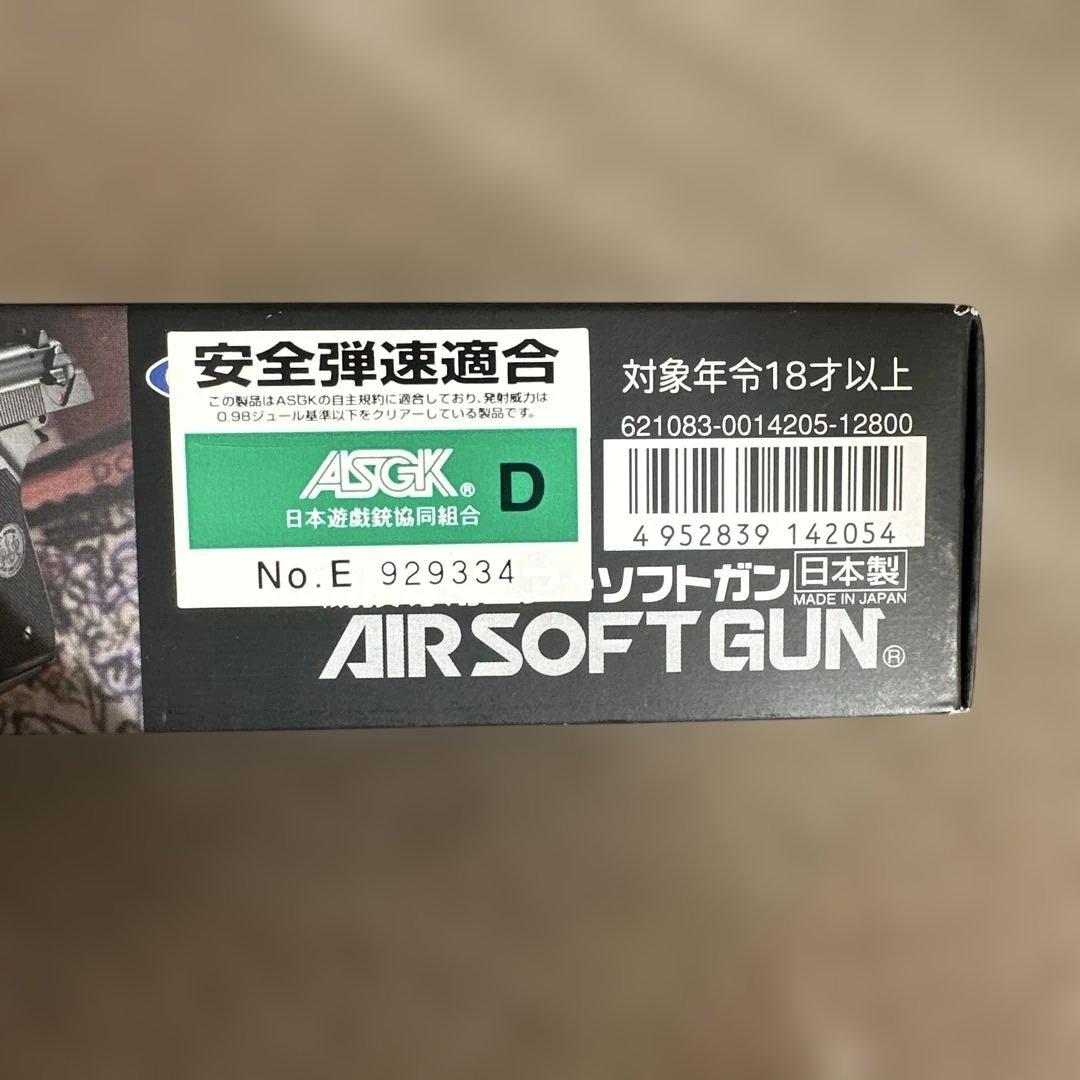 安全弾速適合
この製品はASGKの自主規約に適合しており、発射威力は
0.98ジュール基準以下をクリアーしている製品です。
ASGK® D
日本遊戯銃協同組合
No.E 929334
対象年令18才以上
621083-0014205-12800
4 952839 142054
ソフトガン
日本製
MADE IN JAPAN
AIRSOFTGUN®